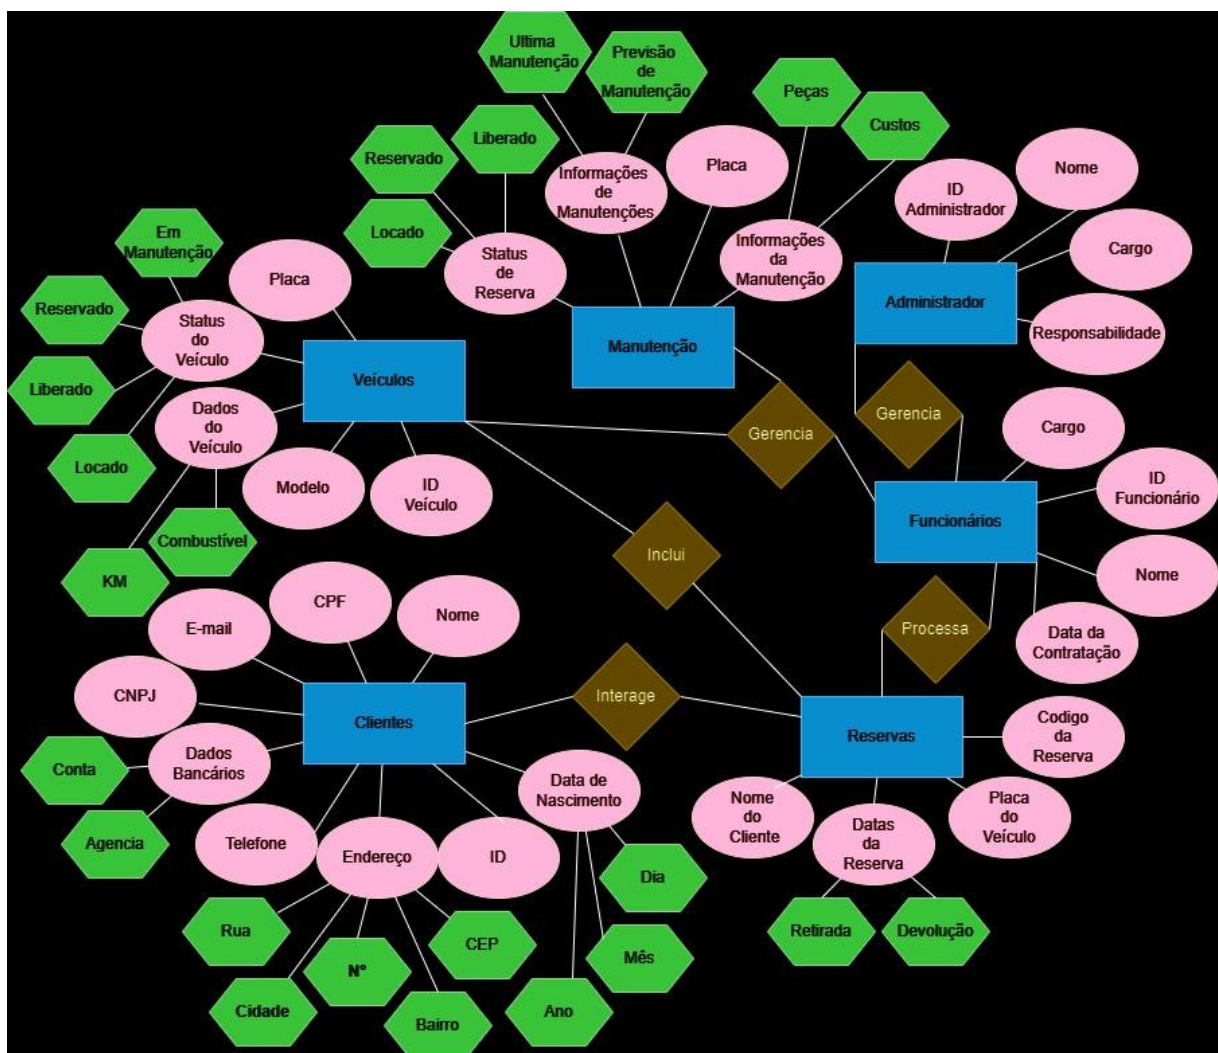 Ultima
Manutenção
Previsão
de
Manutenção
Peças
Custos
Reservado
Liberado
Locado
Status
de
Reserva
Informações
de
Manutenções
Placa
Informações
da
Manutenção
Manutenção
ID
Administrador
Nome
Cargo
Responsabilidade
Administrador
Em
Manutenção
Reservado
Liberado
Locado
Status
do
Veículo
Placa
Veículos
Dados
do
Veículo
Modelo
ID
Veículo
Combustível
KM
Gerencia
Gerencia
Cargo
ID
Funcionário
Nome
Data da
Contratação
Funcionários
Inclui
Processa
Interage
E-mail
CPF
Nome
CNPJ
Clientes
Dados
Bancários
Conta
Agencia
Telefone
Endereço
ID
Data de
Nascimento
Rua
Cidade
Nº
Bairro
CEP
Dia
Mês
Ano
Reservas
Codigo
da
Reserva
Nome
do
Cliente
Datas
da
Reserva
Placa
do
Veículo
Retirada
Devolução